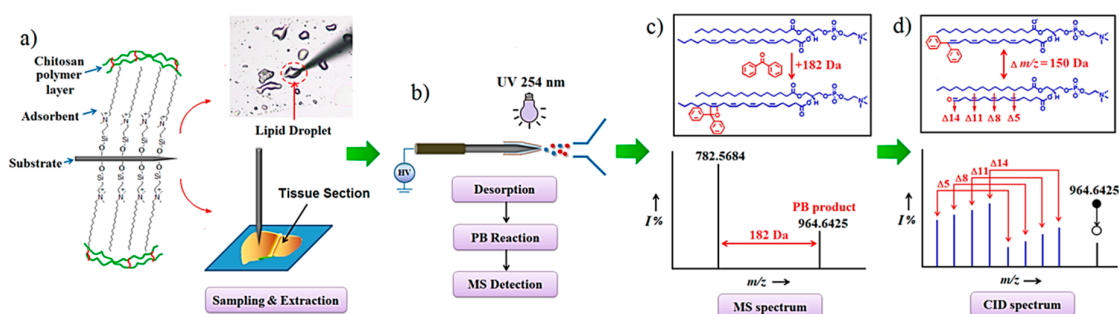 a)
Chitosan
polymer
layer
Adsorbent
Substrate
Lipid Droplet
Tissue Section
Sampling & Extraction
b)
UV 254 nm
HV
Desorption
PB Reaction
MS Detection
c)
+182 Da
782.5684
PB product
964.6425
182 Da
I %
m/z
MS spectrum
d)
Δ m/z = 150 Da
Δ14 Δ11 Δ8 Δ5
Δ14
Δ11
Δ8
Δ5
964.6425
I %
m/z
CID spectrum